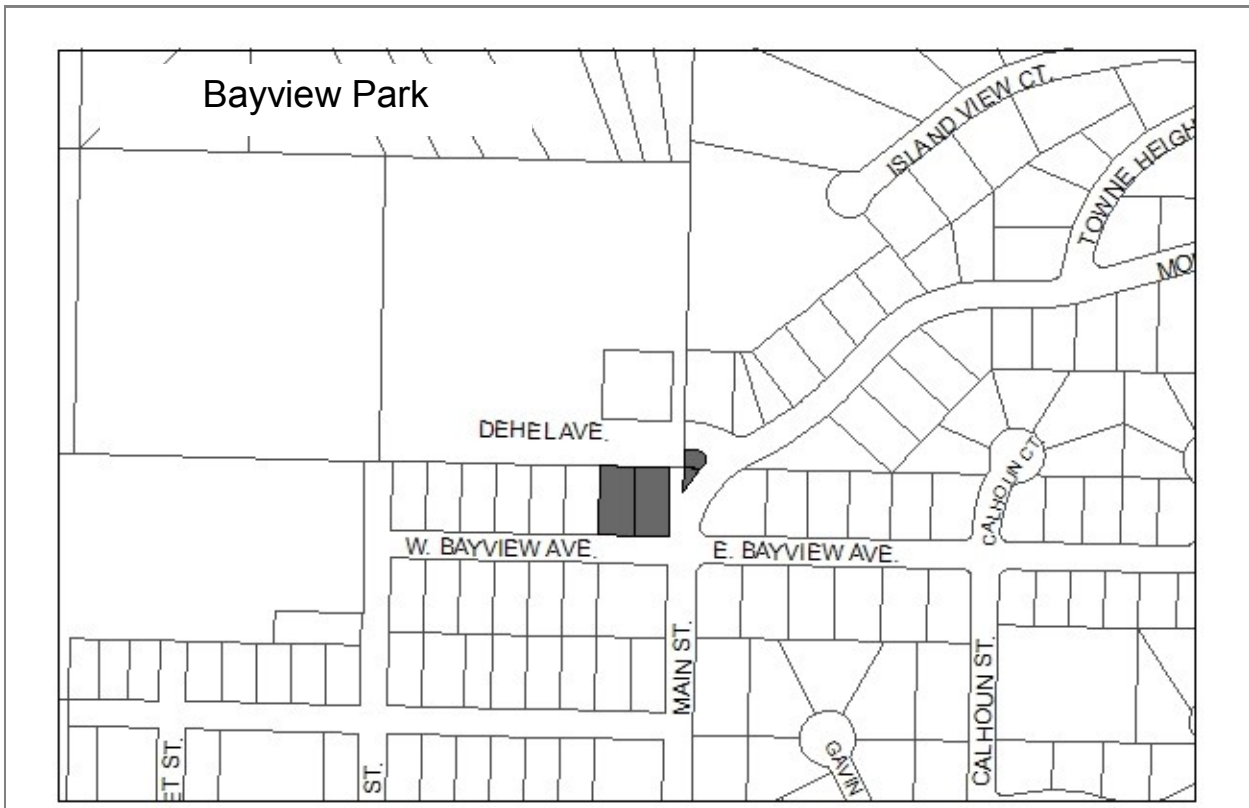 Bayview Park
ISLAND VIEW CT.
TOWNE HEIGH
MO
DEHEL AVE.
CALHOUN CT
W. BAYVIEW AVE.
E. BAYVIEW AVE.
MAIN ST.
CALHOUN ST.
ET ST.
ST.
GAVIN